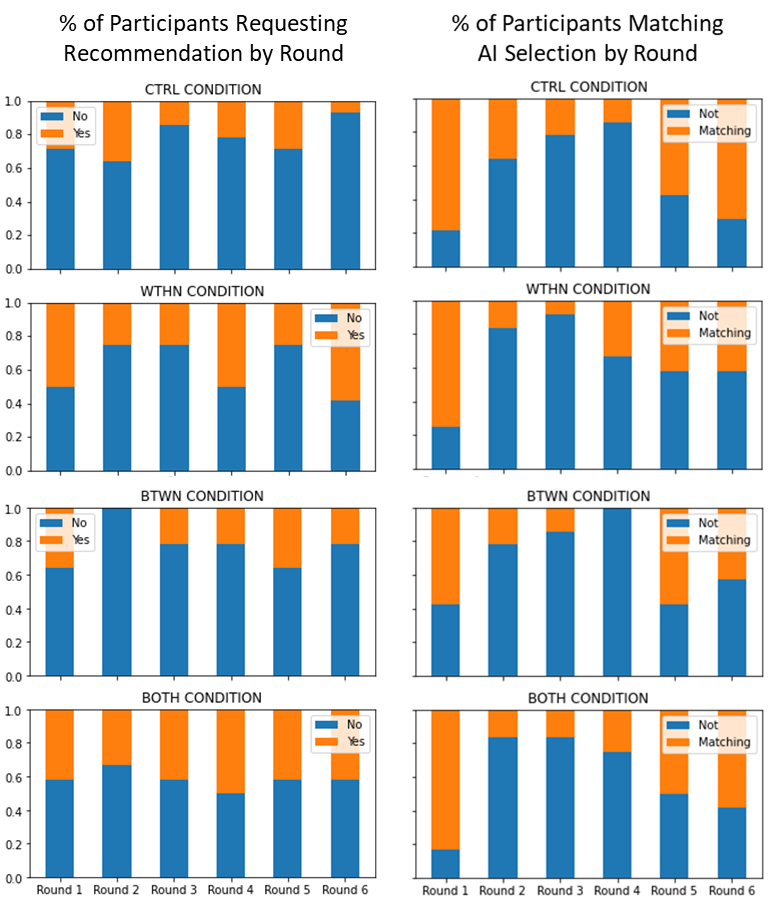 % of Participants Requesting
Recommendation by Round
% of Participants Matching
AI Selection by Round
CTRL CONDITION
1.0
0.8
0.6
0.4
0.2
0.0
No
Yes
CTRL CONDITION
Not
Matching
WTHN CONDITION
1.0
0.8
0.6
0.4
0.2
0.0
No
Yes
WTHN CONDITION
Not
Matching
BTWN CONDITION
1.0
0.8
0.6
0.4
0.2
0.0
No
Yes
BTWN CONDITION
Not
Matching
BOTH CONDITION
1.0
0.8
0.6
0.4
0.2
0.0
No
Yes
Round 1 Round 2 Round 3 Round 4 Round 5 Round 6
BOTH CONDITION
Not
Matching
Round 1 Round 2 Round 3 Round 4 Round 5 Round 6